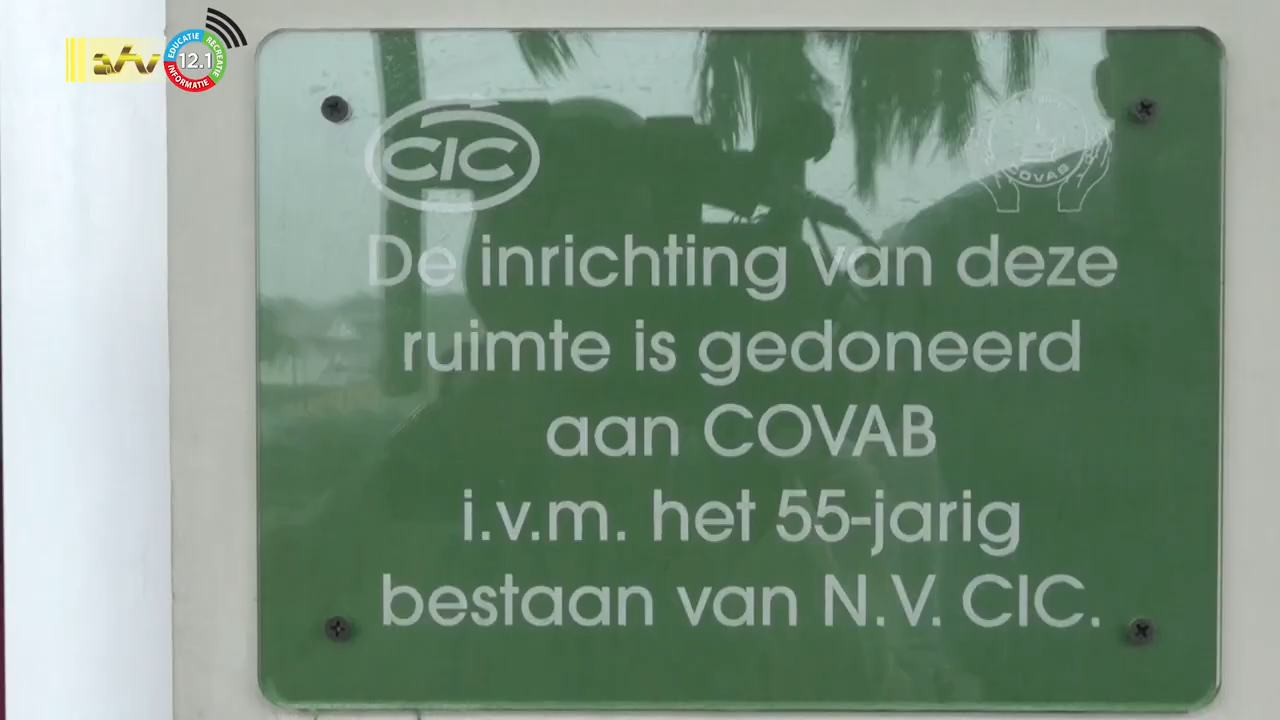 atv
EDUCATIE
RECREATIE
12.1
INFORMATIE
CIC
COVAB
De inrichting van deze
ruimte is gedoneerd
aan COVAB
i.v.m. het 55-jarig
bestaan van N.V. CIC.